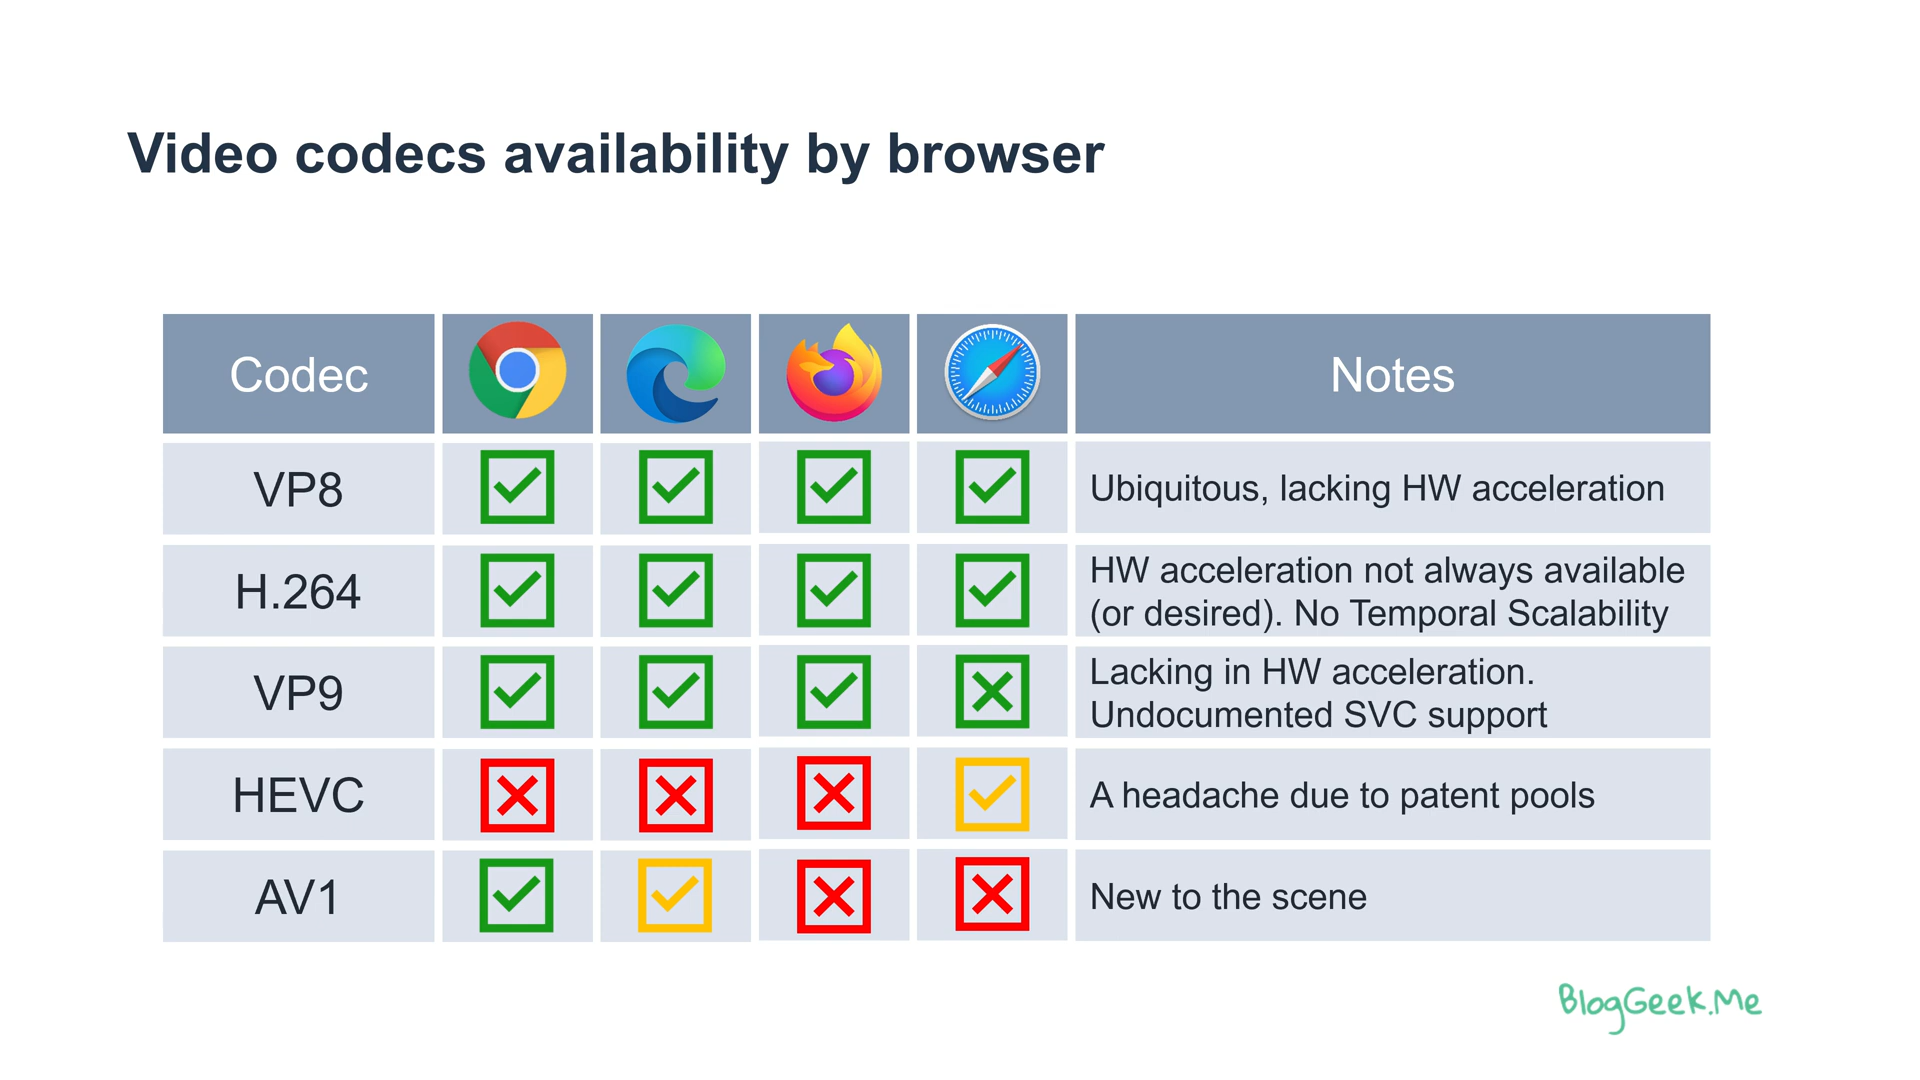 Video codecs availability by browser
Codec
Notes
VP8
Ubiquitous, lacking HW acceleration
H.264
HW acceleration not always available
(or desired). No Temporal Scalability
VP9
Lacking in HW acceleration.
Undocumented SVC support
HEVC
A headache due to patent pools
AV1
New to the scene
BlogGeek.Me